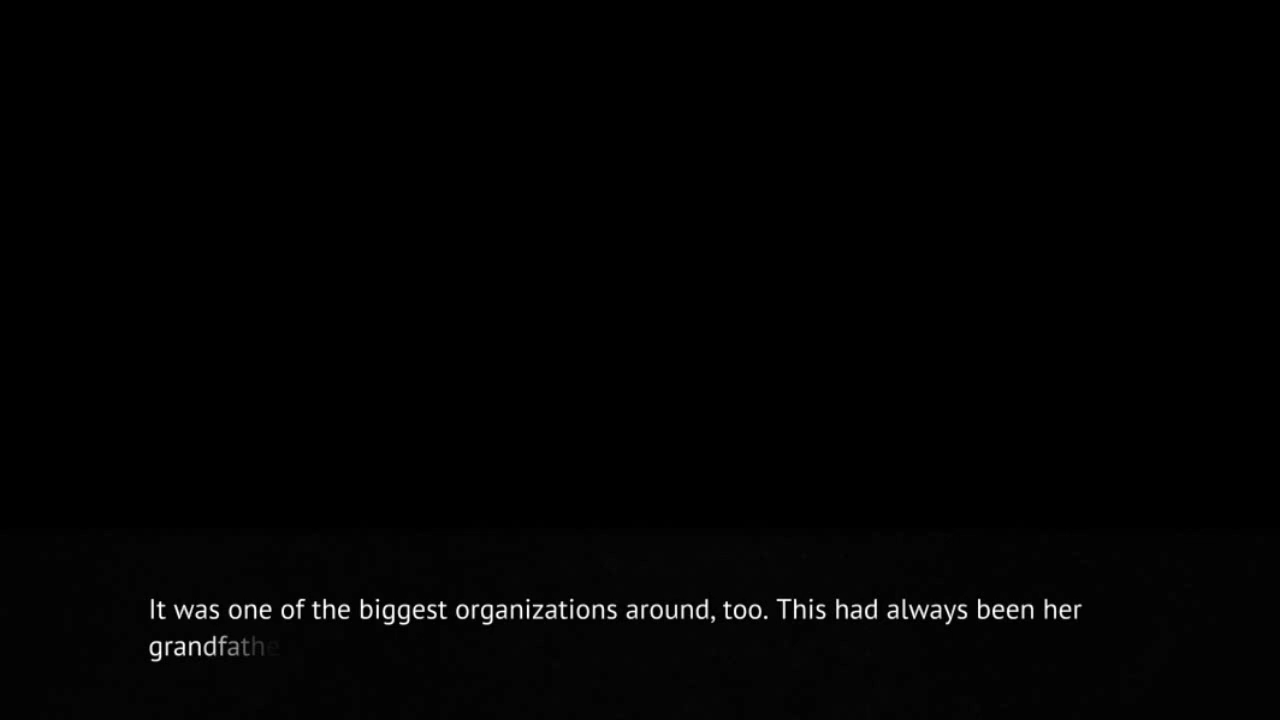 It was one of the biggest organizations around, too. This had always been her
grandfathe